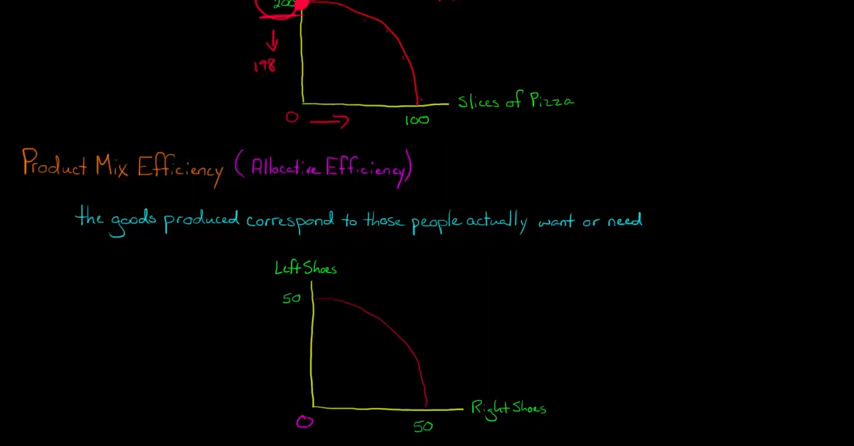 200
198
Slices of Pizza
0
100
Product Mix Efficiency (Allocative Efficiency)
the goods produced correspond to those people actually want or need
Left Shoes
50
Right Shoes
0
50